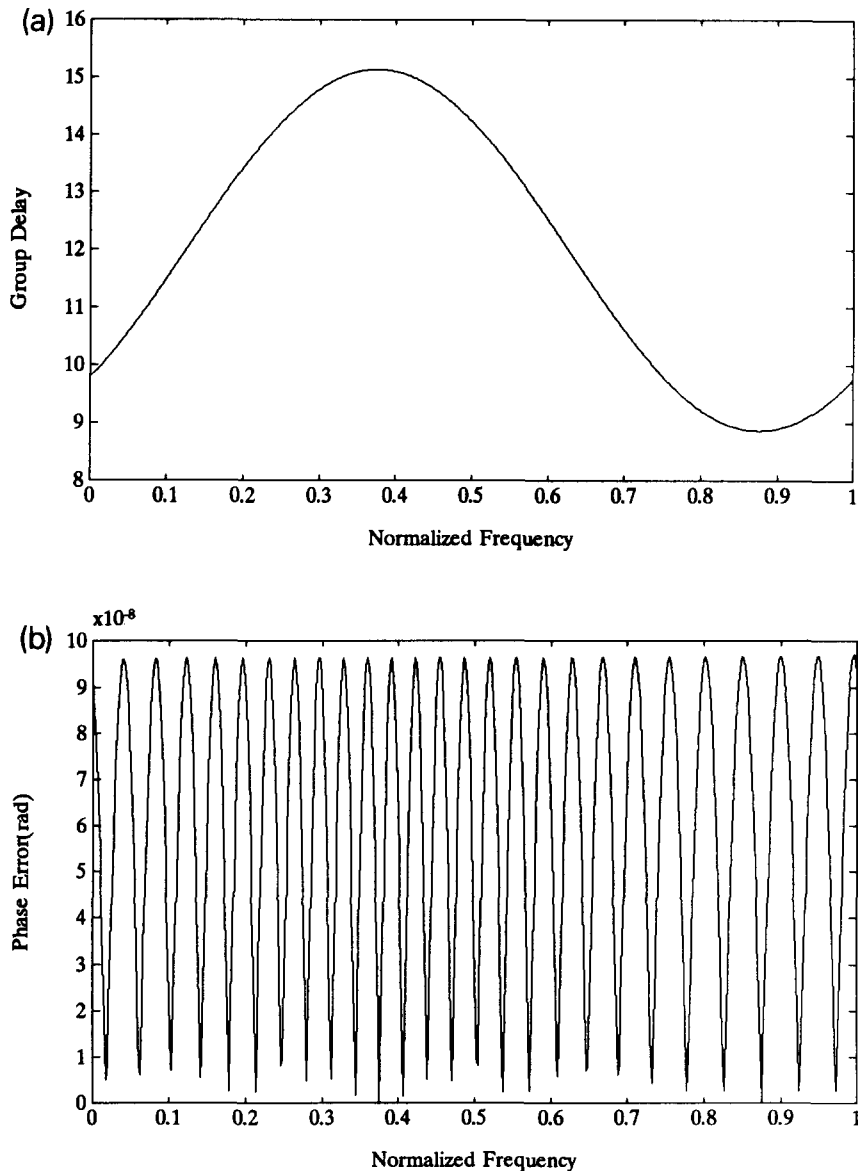 (a)
16
15
14
13
12
11
10
9
8
Group Delay
0 0.1 0.2 0.3 0.4 0.5 0.6 0.7 0.8 0.9 1
Normalized Frequency
(b)
x10-8
10
9
8
7
6
5
4
3
2
1
0
Phase Error(rad)
0 0.1 0.2 0.3 0.4 0.5 0.6 0.7 0.8 0.9 1
Normalized Frequency